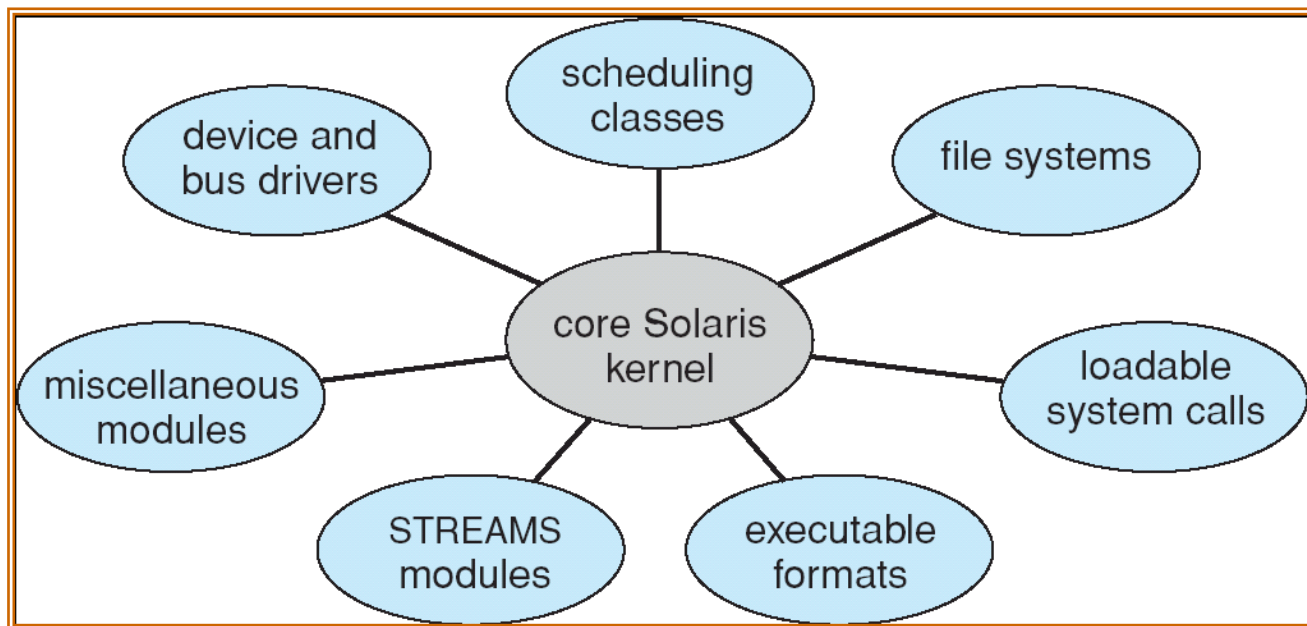 scheduling
classes
device and
bus drivers
file systems
core Solaris
kernel
miscellaneous
modules
loadable
system calls
STREAMS
modules
executable
formats